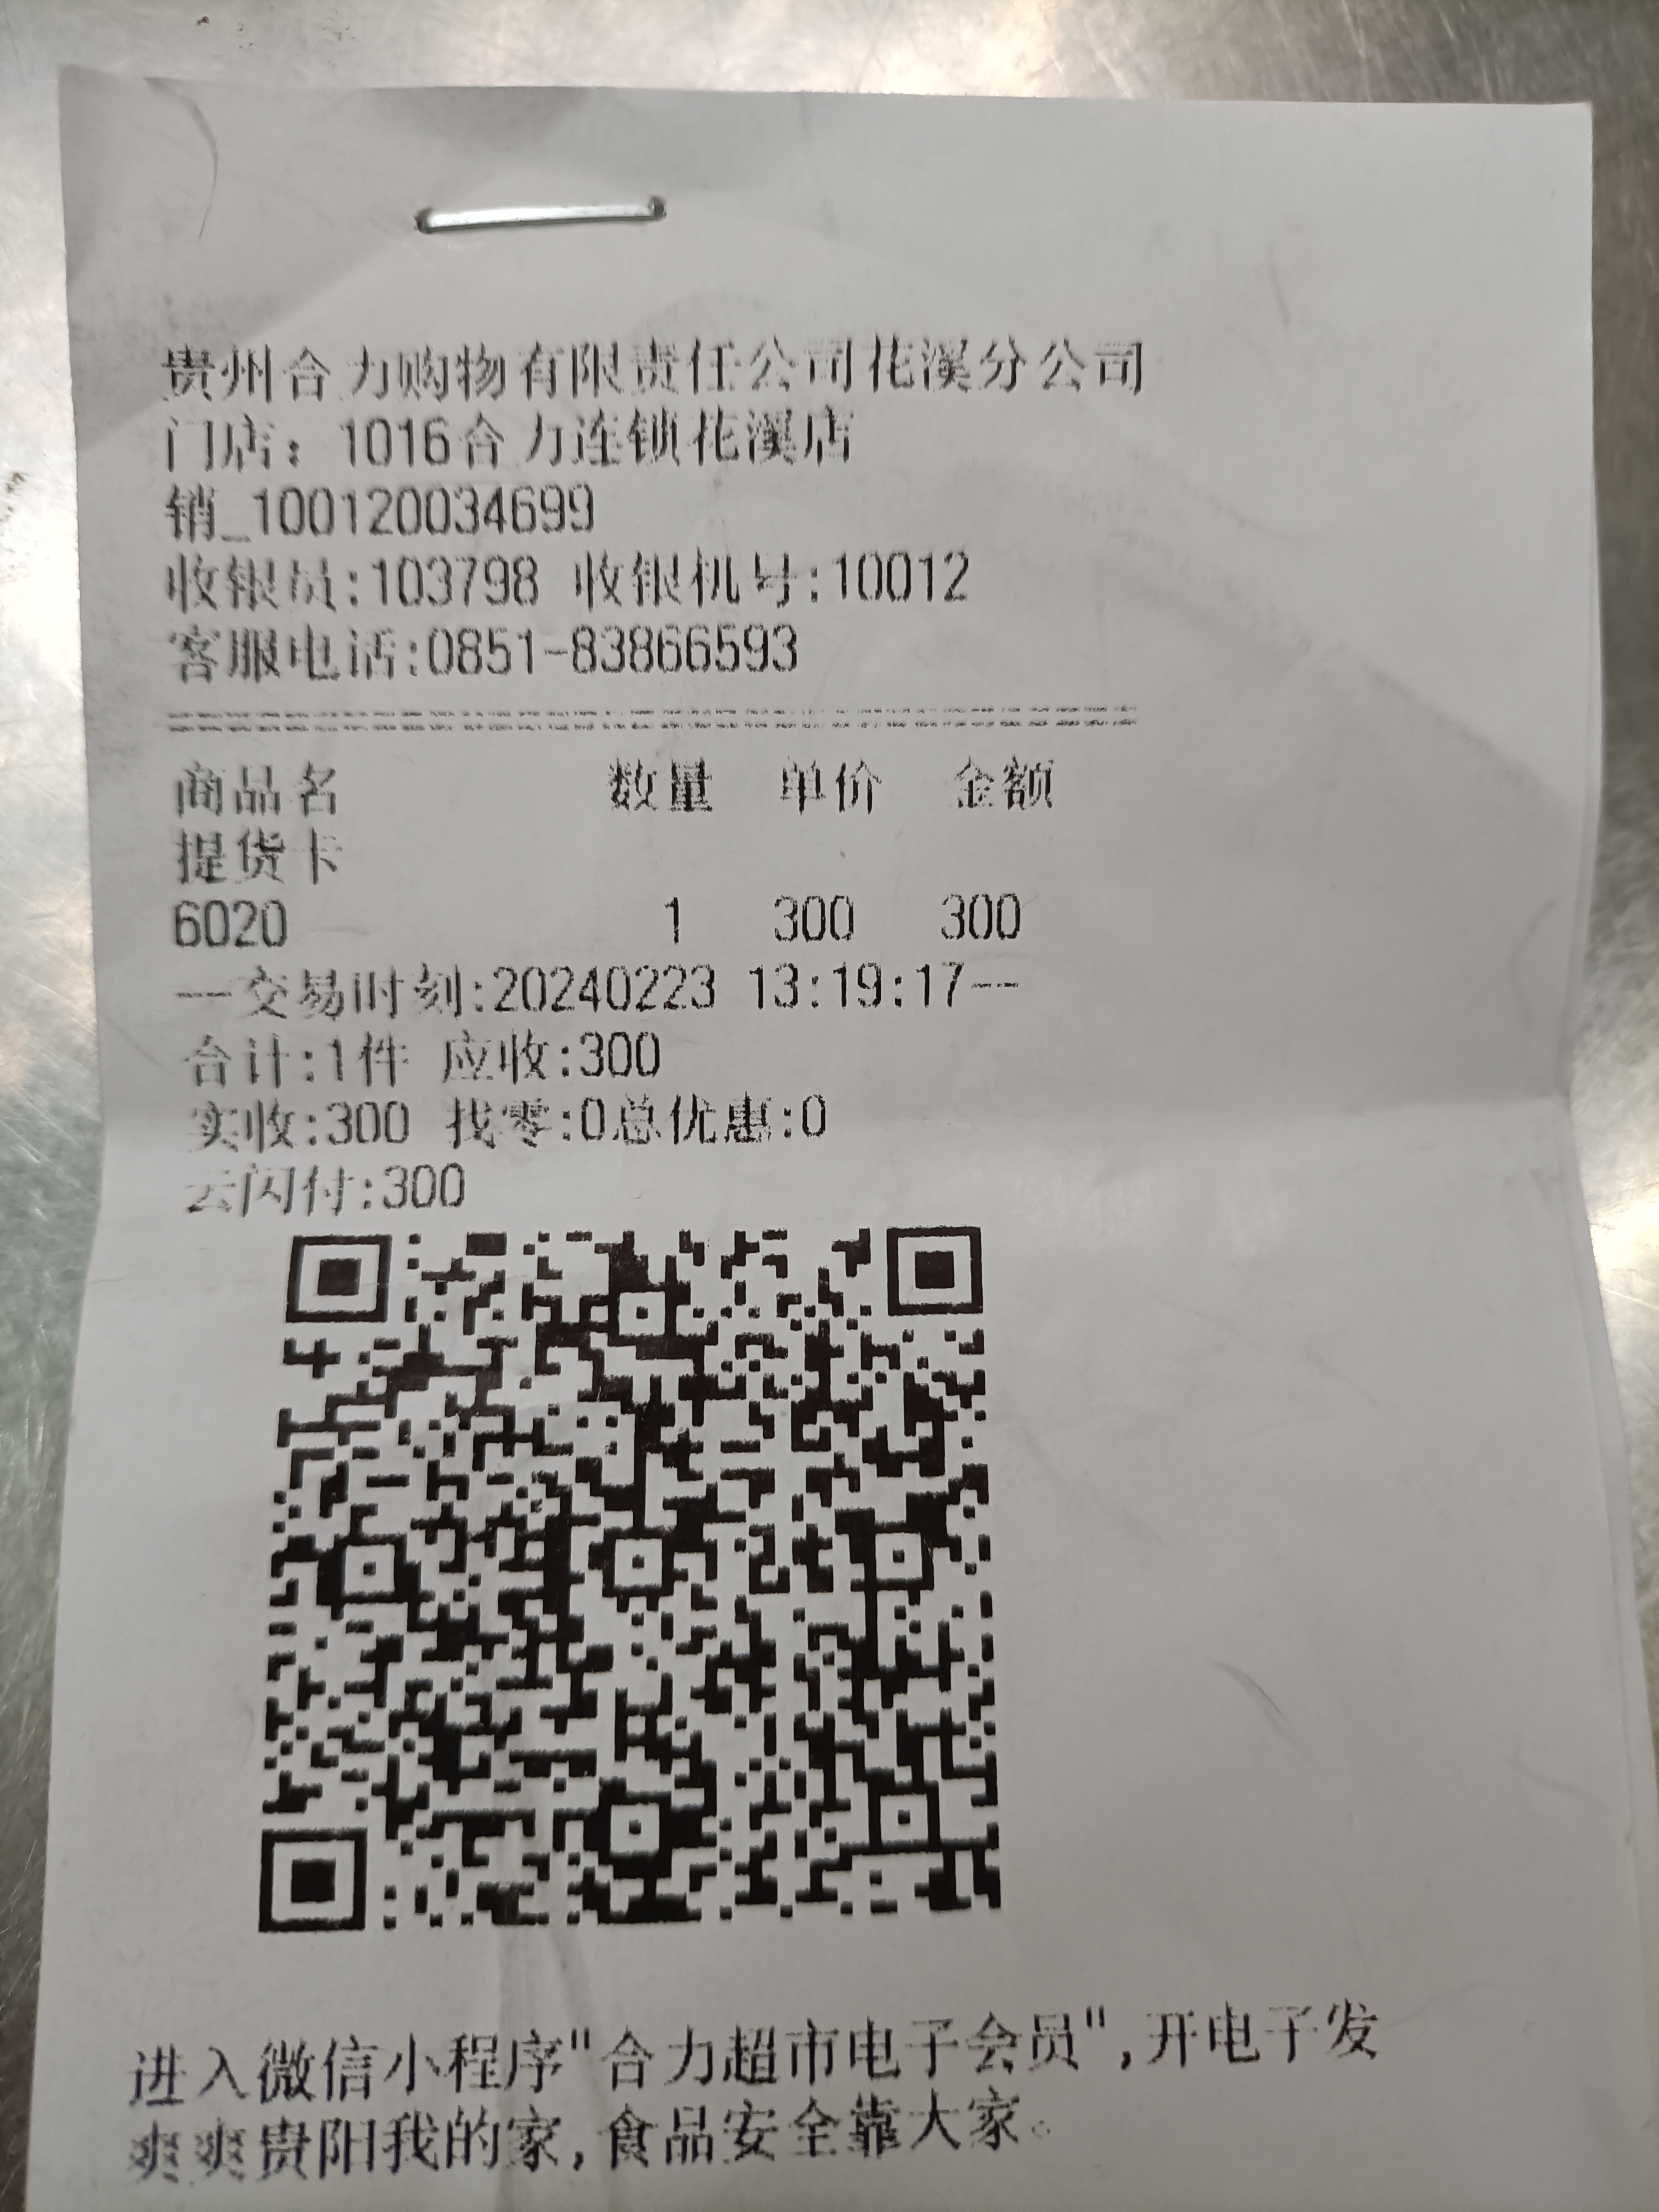 贵州合力购物有限责任公司花溪分公司
门店：1016合力连锁花溪店
销_100120034699
收银员:103798 收银机号:10012
客服电话:0851-83866593
==================================
商品名 数量 单价 金额
提货卡
6020 1 300 300
--交易时刻:20240223 13:19:17--
合计:1件 应收:300
实收:300 找零:0总优惠:0
云闪付:300
进入微信小程序"合力超市电子会员",开电子发
爽爽贵阳我的家,食品安全靠大家。